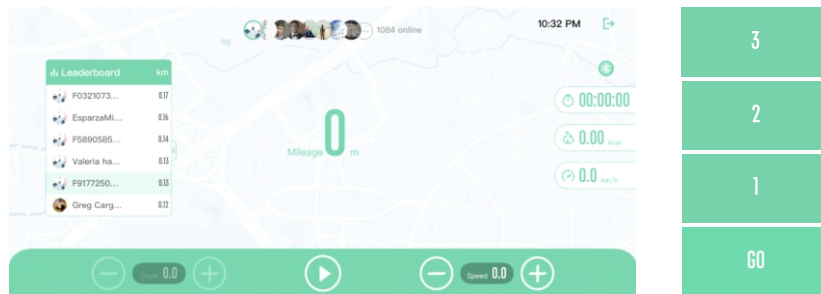 1084 online
10:32 PM
Leaderboard km
F0321073... 0.17
EsparzaMi... 0.16
F5890585... 0.14
Valeria ha... 0.13
F9177250... 0.13
Greg Carg... 0.12
Mileage 0 m
00:00:00
0.00 kcal
0.0 km/h
Slope 0.0
Speed 0.0
3
2
1
GO